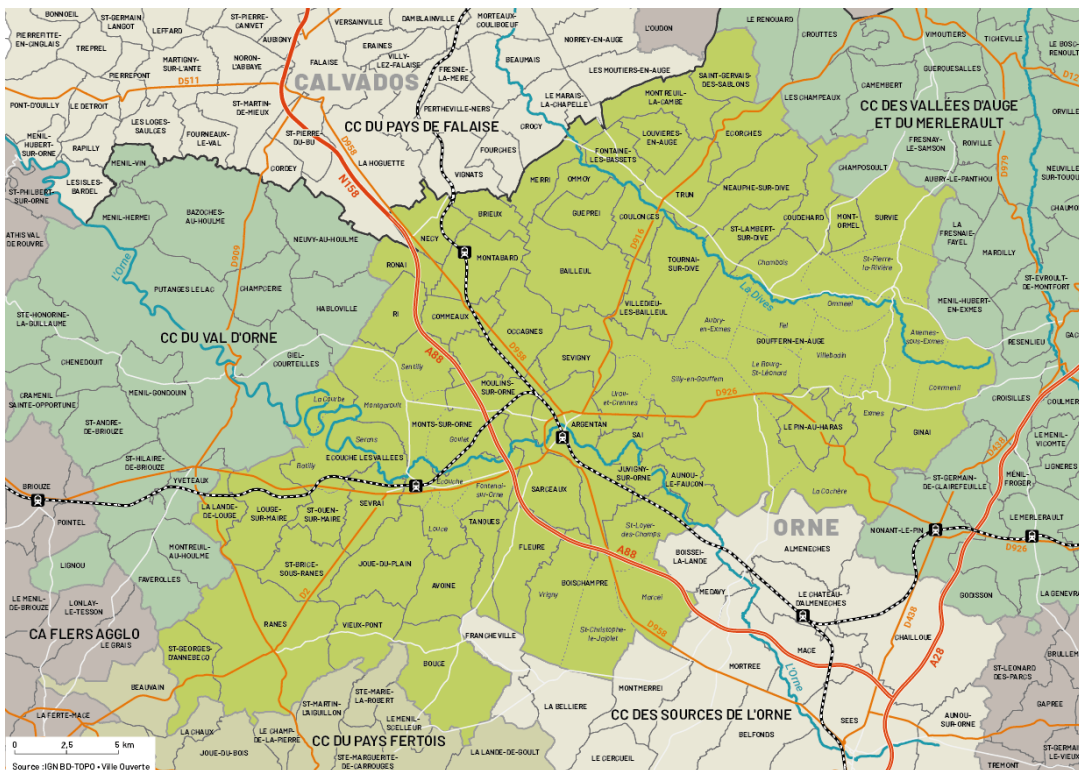 BONNOEIL
ST-GERMAIN
LANGOT
LEFFARD
ST-PIERRE-
CANIVET
VERSAINVILLE
DAMBLAINVILLE
MORTEAUX-
COULIBOEUF
L'OUDON
LE RENOUARD
CROUTTES
VIMOUTIERS
TICHEVILLE
LE BOSC-
RENOULT
PIERREFITTE-
EN-CINGLAIS
TREPREL
MARTIGNY-
SUR-L'ANTE
AUBIGNY
NORON-
L'ABBAYE
FALAISE
ERAINES
VILLY-
LEZ-FALAISE
FRESNE-
LA-MERE
BEAUMAIS
NORREY-EN-AUGE
LES MOUTIERS-EN-AUGE
SAINT-GERVAIS-
DES-SABLONS
CAMEMBERT
GUERQUESALLES
PIERREPONT
D511
CALVADOS
PONT-D'OUILLY
LE DETROIT
ST-MARTIN-
DE-MIEUX
LE MARAIS-
LA-CHAPELLE
MONTREUIL-
LA-CAMBE
LES CHAMPEAUX
CC DES VALLÉES D'AUGE
ET DU MERLERAULT
ORVILLE
MENIL-
HUBERT-
SUR-ORNE
RAPILLY
LES LOGES-
SAULCES
FOURNEAUX-
LE-VAL
ST-PIERRE-
DU-BU
D958
CC DU PAYS DE FALAISE
PERTHEVILLE-NERS
CROCY
FOURCHES
LOUVIERES-
EN-AUGE
ECORCHES
FRESNAY-
LE-SAMSON
ROIVILLE
D979
MENIL-VIN
CORDEY
LA HOGUETTE
VIGNATS
FONTAINE-
LES-BASSETS
CHAMPOSOULT
AUBRY-LE-PANTHOU
ST-PHILBERT-
SUR-ORNE
LES ISLES-
BARDEL
N158
MERRI
OMMOY
TRUN
NEAUPHE-SUR-DIVE
MENIL-HERMEI
BAZOCHES-
AU-HOULME
NEUVY-AU-HOULME
NECY
BRIEUX
GUEPREI
COULONCES
D916
ST-LAMBERT-
SUR-DIVE
COUDEHARD
MONT-
ORMEL
SURVIE
LA
FRESNAIE-
FAYEL
MARDILLY
L'Orne
D909
RONAI
MONTABARD
BAILLEUL
TOURNAI-
SUR-DIVE
Chambois
St-Pierre-
la-Rivière
ST-EVROULT-
DE-MONTFORT
PUTANGES LE LAC
CHAMPCERIE
HABLOVILLE
RI
COMMEAUX
VILLEDIEU-
LES-BAILLEUL
La Dives
Ommeel
MENIL-HUBERT-
EN-EXMES
STE-HONORINE-
LA-GUILLAUME
CC DU VAL D'ORNE
A88
OCCAGNES
D958
Aubry-
en-Exmes
Fel
GOUFFERN-EN-AUGE
Villebadin
Avernes-
sous-Exmes
RESENLIEU
CHENEDOUIT
GIEL-
COURTEILLES
Sentilly
SEVIGNY
Silly-en-Gouffern
Le Bourg-
St-Léonard
Courménil
MENIL-GONDOUIN
La Courbe
Montgaroult
MOULINS-
SUR-ORNE
Urou-
et-Crennes
D926
Exmes
CROISILLES
COULMER
SAINTE-OPPORTUNE
ST-ANDRE-
DE-BRIOUZE
Serans
MONTS-SUR-ORNE
Goulet
ARGENTAN
SAI
LE PIN-AU-HARAS
GINAI
D438
LE MENIL-
VICOMTE
ST-HILAIRE-
DE-BRIOUZE
Batilly
ECOUCHE LES VALLEES
Ecouché
JUVIGNY-
SUR-ORNE
AUNOU-
LE-FAUCON
La Cochère
ST-GERMAIN-
DE-CLAIREFEUILLE
MÉNIL-
FROGER
LIGNERES
BRIOUZE
YVETEAUX
SEVRAI
Fontenai-
sur-Orne
SARCEAUX
POINTEL
LA LANDE-
DE-LOUGE
LOUGE-
SUR-MAIRE
ST-OUEN-
SUR-MAIRE
Loucé
TANQUES
St-Loyer-
des-Champs
ORNE
ALMENECHES
NONANT-LE-PIN
LE MERLERAULT
D926
LIGNOU
MONTREUIL-
AU-HOULME
ST-BRICE-
SOUS-RANES
JOUE-DU-PLAIN
FLEURE
A88
BOISSEI-
LA-LANDE
LE MENIL-
DE-BRIOUZE
LONLAY-
LE-TESSON
FAVEROLLES
D2
AVOINE
BOISCHAMPRE
Vrigny
Marcei
MEDAVY
LE CHATEAU-
D'ALMENECHES
D438
GODISSON
CA FLERS AGGLO
LE GRAIS
RANES
VIEUX-PONT
FRANCHEVILLE
St-Christophe-
le-Jajolet
D958
MACE
CHAILLOUE
A28
ST-GEORGES-
D'ANNEBECQ
BOUCE
MORTREE
L'Orne
ST-LEONARD
DES-PARCS
BEAUVAIN
ST-MARTIN-
L'AIGUILLON
STE-MARIE-
LA-ROBERT
LE MENIL-
SCELLEUR
LA BELLIERE
MONTMERREI
CC DES SOURCES DE L'ORNE
SEES
AUNOU-
SUR-ORNE
GAPREE
LA FERTE-MACE
LA CHAUX
LE CHAMP-
DE-LA-PIERRE
CC DU PAYS FERTOIS
BELFONDS
0 2,5 5 km
JOUE-DU-BOIS
STE-MARGUERITE-
DE-CARROUGES
LA LANDE-DE-GOULT
LE CERCUEIL
TREMONT
ST-GERMAIN-
LE-VIEUX
Source : IGN BD-TOPO • Ville Ouverte